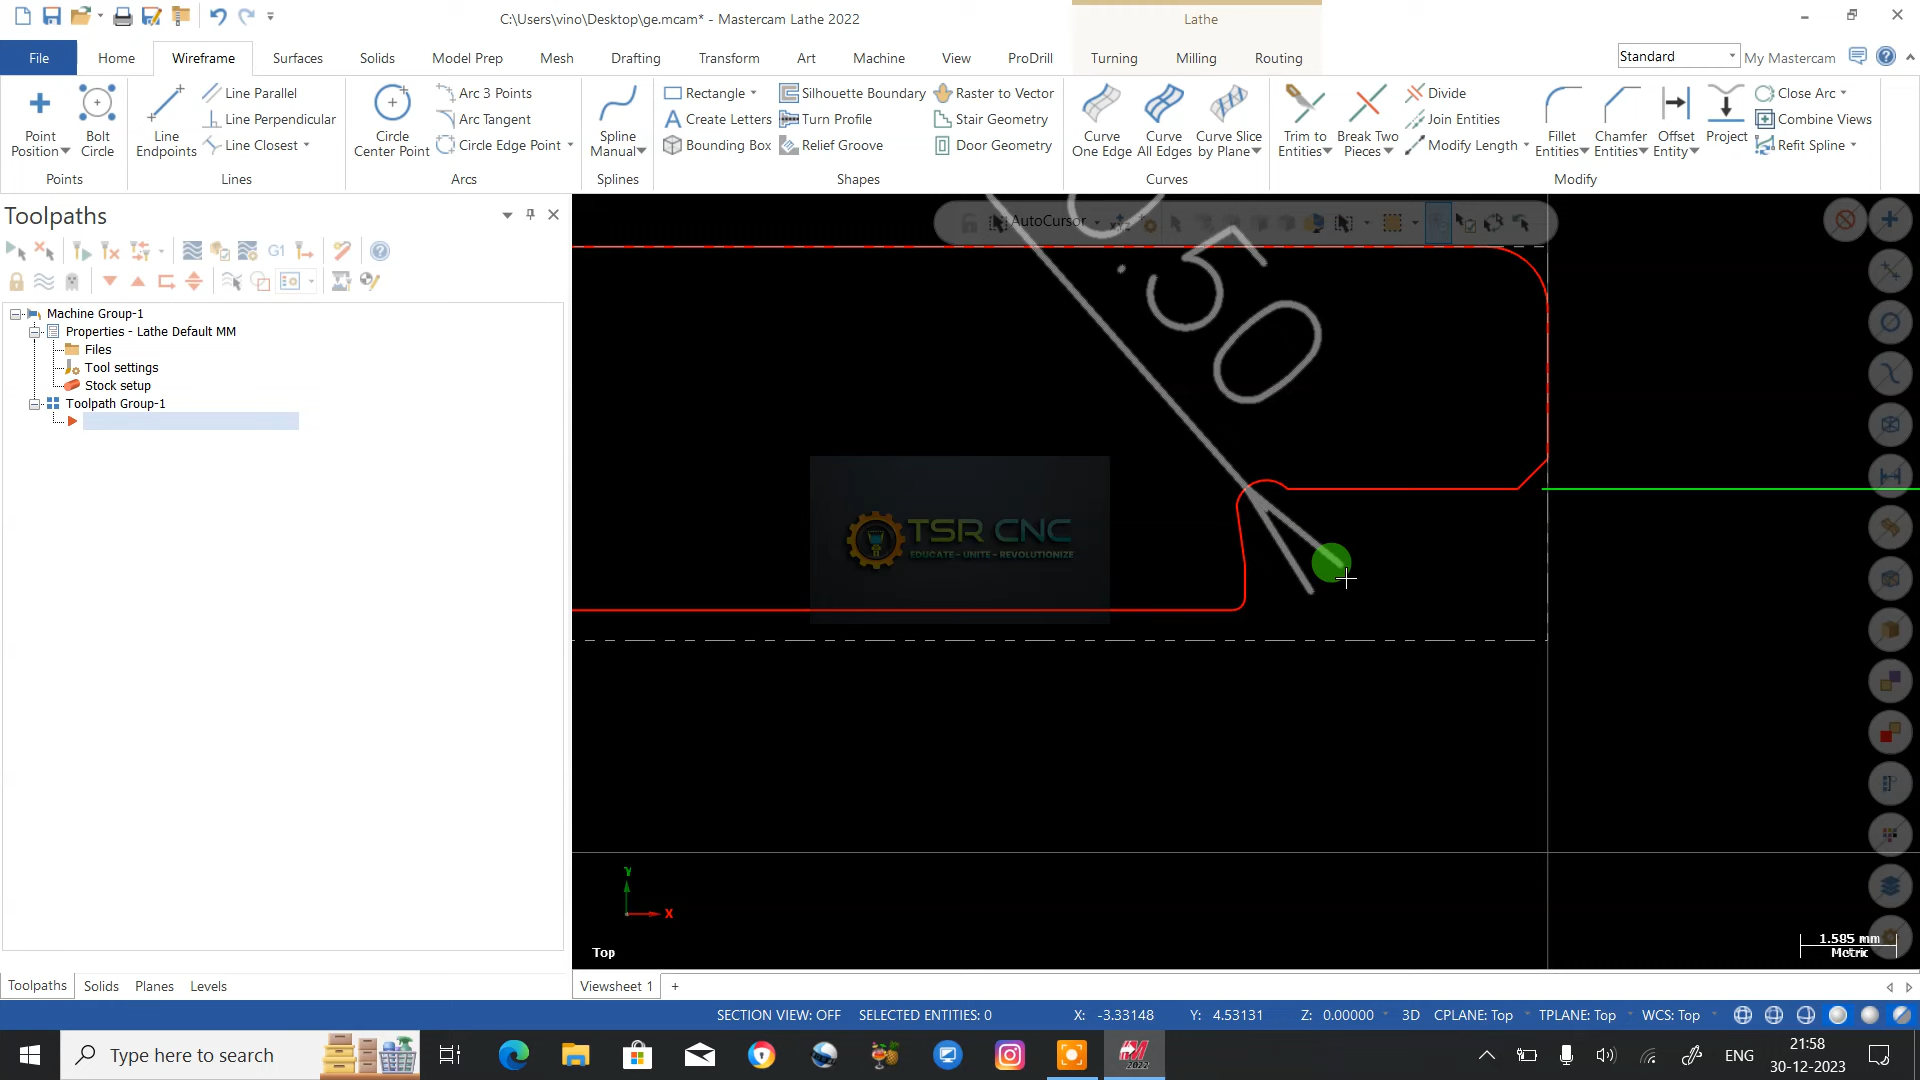 C:\Users\vino\Desktop\ge.mcam* - Mastercam Lathe 2022
Lathe
File
Home
Wireframe
Surfaces
Solids
Model Prep
Mesh
Drafting
Transform
Art
Machine
View
ProDrill
Turning
Milling
Routing
Standard
My Mastercam
Point Position
Bolt Circle
Points
Line Endpoints
Line Parallel
Line Perpendicular
Line Closest
Lines
Circle Center Point
Arc 3 Points
Arc Tangent
Circle Edge Point
Arcs
Spline Manual
Splines
Rectangle
Create Letters
Bounding Box
Silhouette Boundary
Turn Profile
Relief Groove
Raster to Vector
Stair Geometry
Door Geometry
Shapes
Curve One Edge
Curve All Edges
Curve Slice by Plane
Curves
Trim to Entities
Break Two Pieces
Divide
Join Entities
Modify Length
Fillet Entities
Chamfer Entities
Offset Entity
Project
Close Arc
Combine Views
Refit Spline
Modify
Toolpaths
G1
Machine Group-1
Properties - Lathe Default MM
Files
Tool settings
Stock setup
Toolpath Group-1
AutoCursor
.50
TSR CNC
EDUCATE - UNITE - REVOLUTIONIZE
Y
X
Top
1.585 mm
Metric
Toolpaths
Solids
Planes
Levels
Viewsheet 1
+
SECTION VIEW: OFF
SELECTED ENTITIES: 0
X: -3.33148
Y: 4.53131
Z: 0.00000
3D
CPLANE: Top
TPLANE: Top
WCS: Top
Type here to search
2022
ENG
21:58
30-12-2023